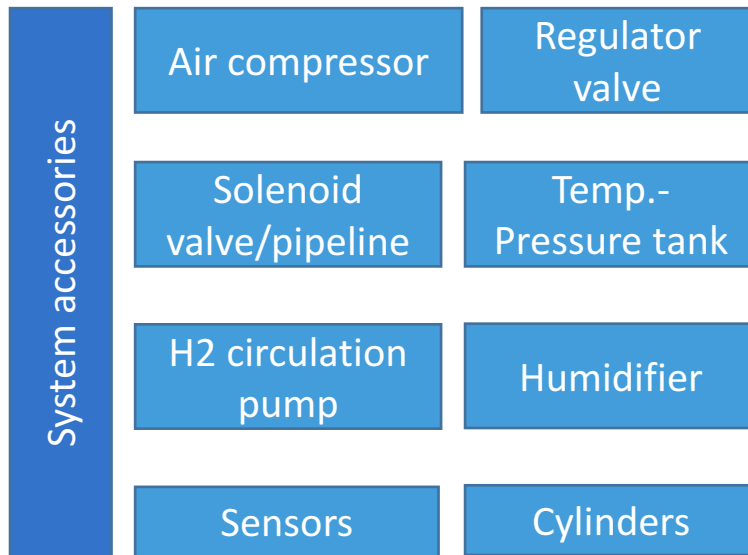 System accessories
Air compressor
Regulator
valve
Solenoid
valve/pipeline
Temp.-
Pressure tank
H2 circulation
pump
Humidifier
Sensors
Cylinders